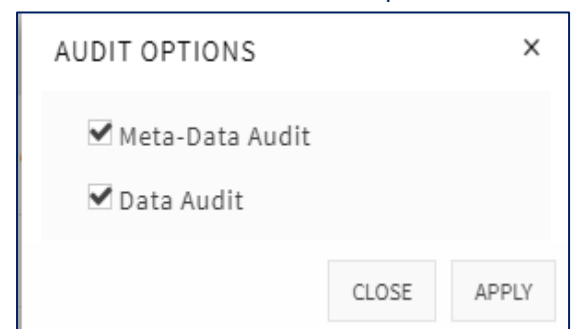 AUDIT OPTIONS ×
Meta-Data Audit
Data Audit
CLOSE APPLY